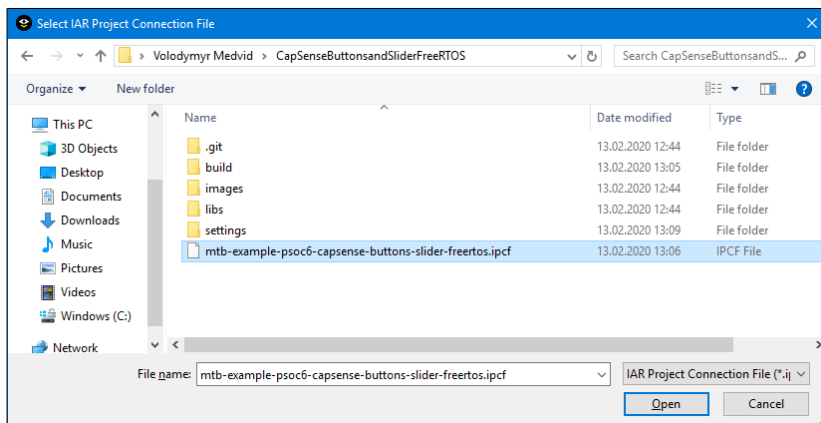 Select IAR Project Connection File
Volodymyr Medvid > CapSenseButtonsandSliderFreeRTOS
Search CapSenseButtonsandS...
Organize
New folder
Name
Date modified
Type
This PC
3D Objects
Desktop
Documents
Downloads
Music
Pictures
Videos
Windows (C:)
Network
.git 13.02.2020 12:44 File folder
build 13.02.2020 13:05 File folder
images 13.02.2020 12:44 File folder
libs 13.02.2020 12:44 File folder
settings 13.02.2020 13:09 File folder
mtb-example-psoc6-capsense-buttons-slider-freertos.ipcf 13.02.2020 13:06 IPCF File
File name: mtb-example-psoc6-capsense-buttons-slider-freertos.ipcf
IAR Project Connection File (*.ip
Open
Cancel